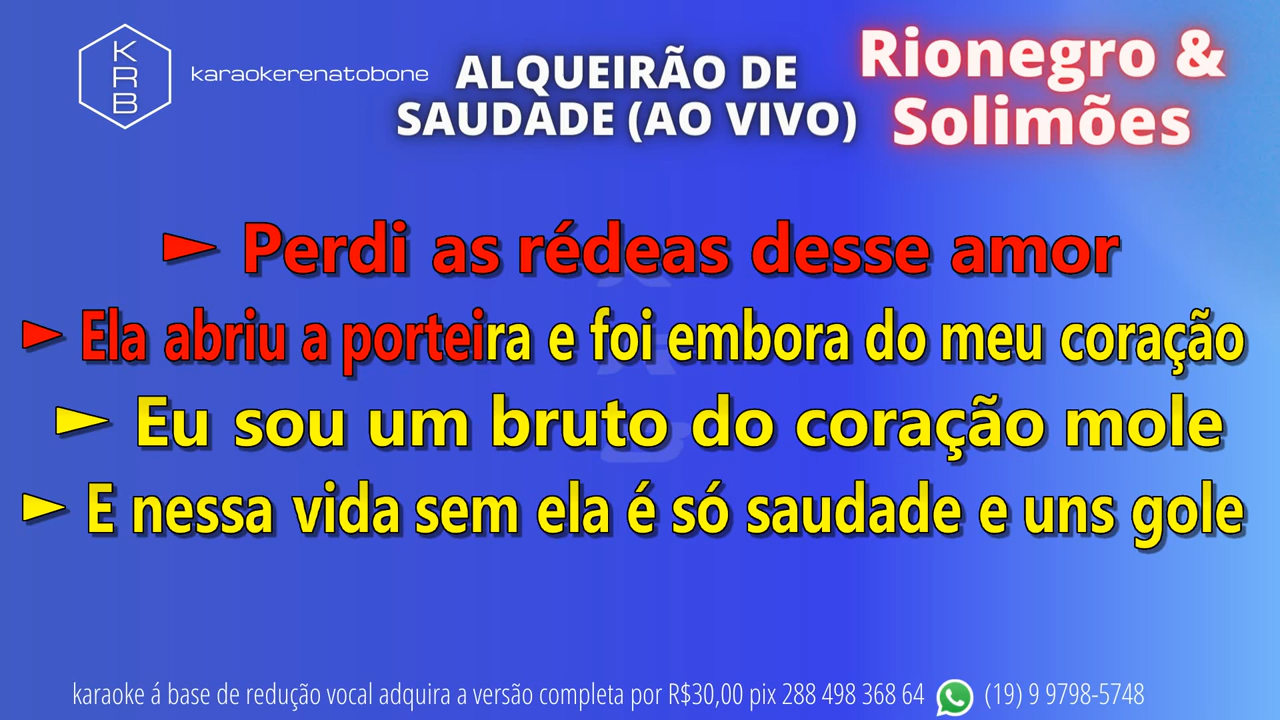 K
R
B
karaokerenatobone
ALQUEIRÃO DE
SAUDADE (AO VIVO)
Rionegro &
Solimões
► Perdi as rédeas desse amor
► Ela abriu a porteira e foi embora do meu coração
► Eu sou um bruto do coração mole
► E nessa vida sem ela é só saudade e uns gole
karaoke á base de redução vocal adquira a versão completa por R$30,00 pix 288 498 368 64 (19) 9 9798-5748